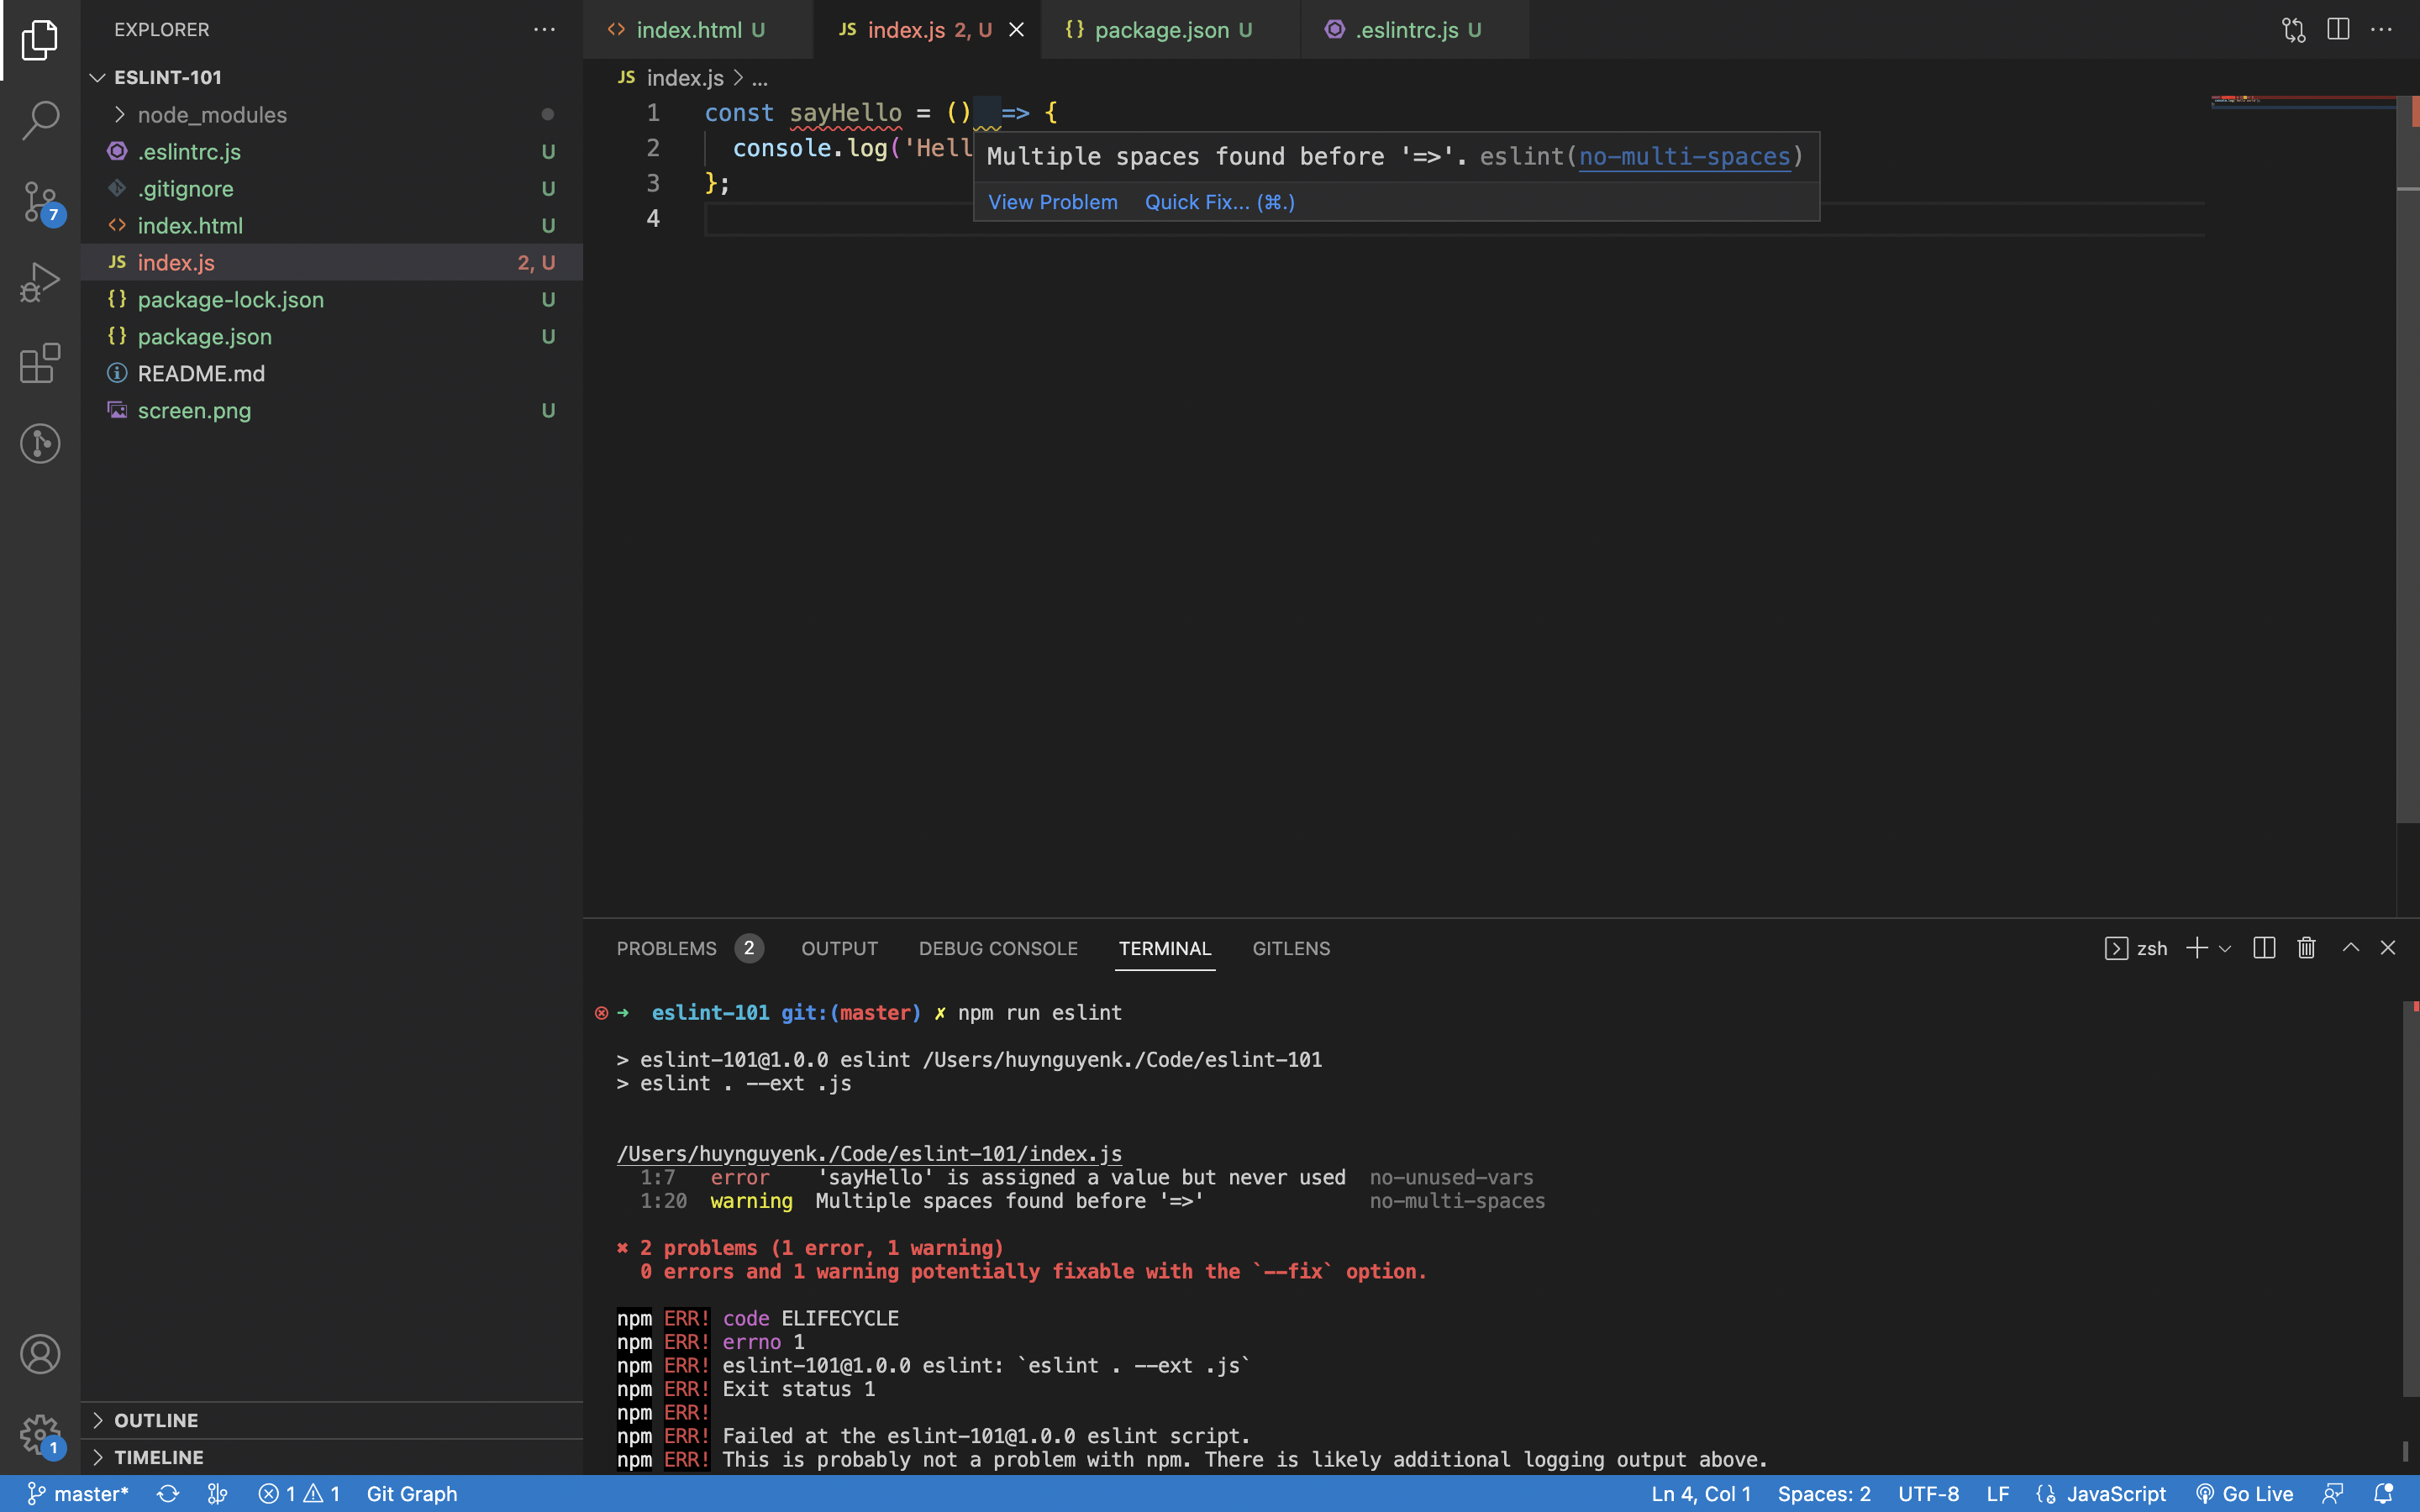 EXPLORER
ESLINT-101
node_modules
.eslintrc.js U
.gitignore U
index.html U
index.js 2, U
package-lock.json U
package.json U
README.md
screen.png U
OUTLINE
TIMELINE
7
1
index.html U
index.js 2, U
package.json U
.eslintrc.js U
JS index.js > ...
1 const sayHello = ()  => {
2 console.log('Hell
3 };
4
Multiple spaces found before '=>'. eslint(no-multi-spaces)
View Problem Quick Fix... (⌘.)
PROBLEMS 2 OUTPUT DEBUG CONSOLE TERMINAL GITLENS
zsh
➜ eslint-101 git:(master) ✗ npm run eslint
> eslint-101@1.0.0 eslint /Users/huynguyenk./Code/eslint-101
> eslint . --ext .js
/Users/huynguyenk./Code/eslint-101/index.js
1:7 error 'sayHello' is assigned a value but never used no-unused-vars
1:20 warning Multiple spaces found before '=>' no-multi-spaces
✖ 2 problems (1 error, 1 warning)
0 errors and 1 warning potentially fixable with the `--fix` option.
npm ERR! code ELIFECYCLE
npm ERR! errno 1
npm ERR! eslint-101@1.0.0 eslint: `eslint . --ext .js`
npm ERR! Exit status 1
npm ERR!
npm ERR! Failed at the eslint-101@1.0.0 eslint script.
npm ERR! This is probably not a problem with npm. There is likely additional logging output above.
master* 1 1 Git Graph
Ln 4, Col 1 Spaces: 2 UTF-8 LF JavaScript Go Live